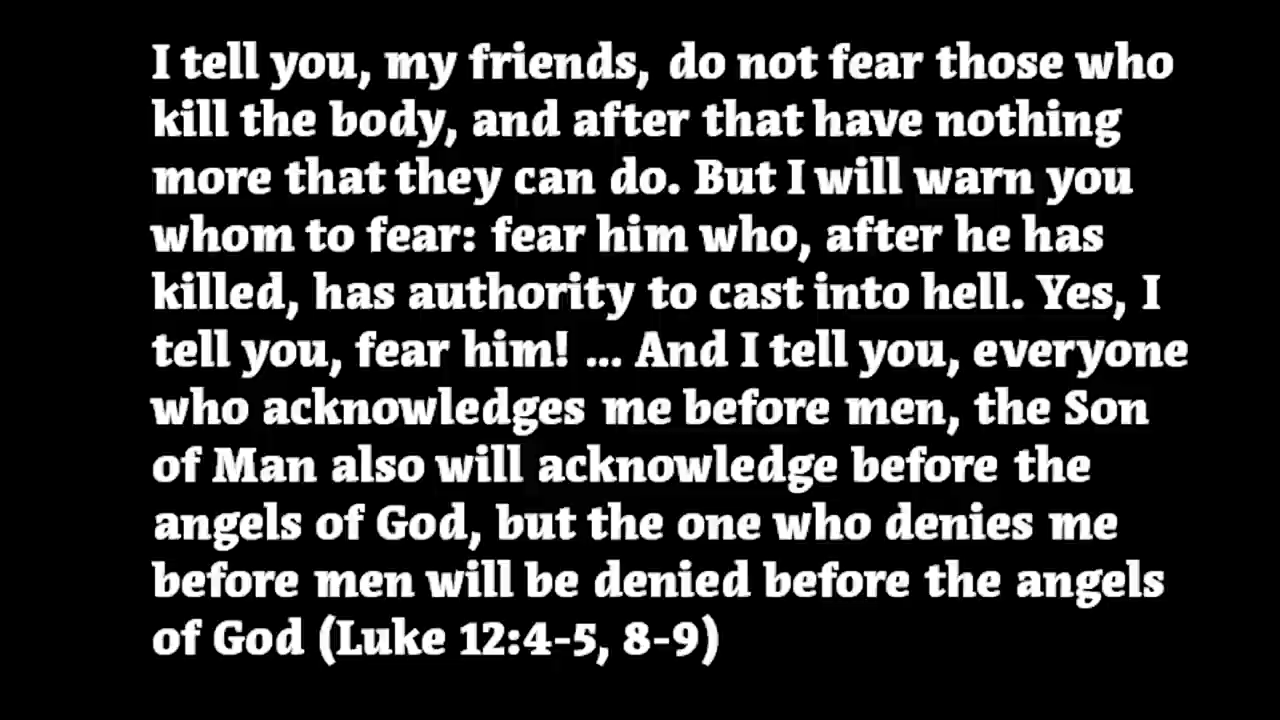 I tell you, my friends, do not fear those who
kill the body, and after that have nothing
more that they can do. But I will warn you
whom to fear: fear him who, after he has
killed, has authority to cast into hell. Yes, I
tell you, fear him! ... And I tell you, everyone
who acknowledges me before men, the Son
of Man also will acknowledge before the
angels of God, but the one who denies me
before men will be denied before the angels
of God (Luke 12:4-5, 8-9)